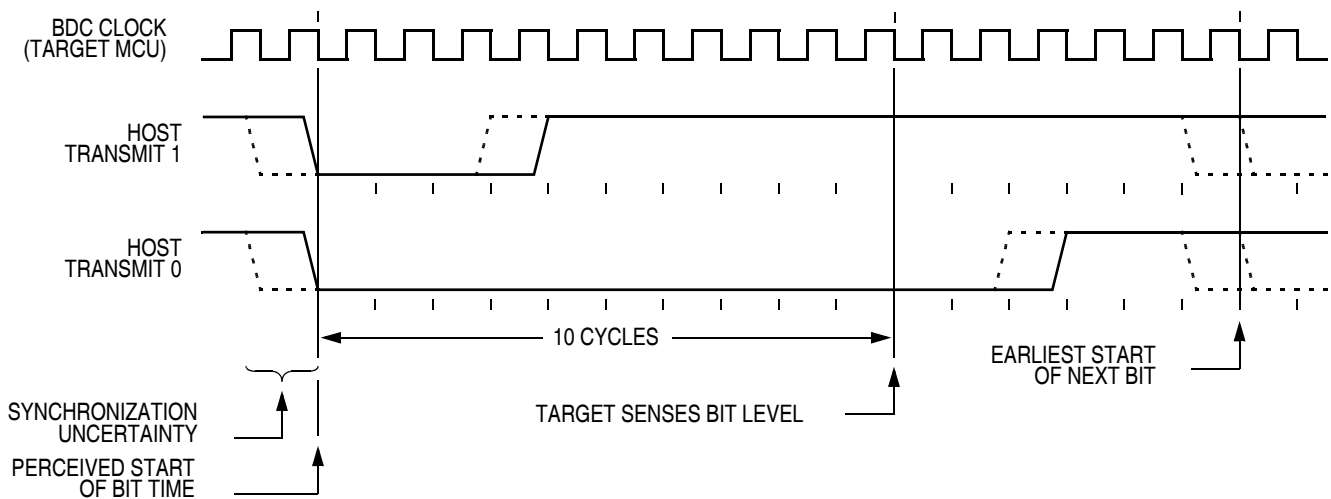 BDC CLOCK
(TARGET MCU)
HOST
TRANSMIT 1
HOST
TRANSMIT 0
10 CYCLES
EARLIEST START
OF NEXT BIT
TARGET SENSES BIT LEVEL
SYNCHRONIZATION
UNCERTAINTY
PERCEIVED START
OF BIT TIME